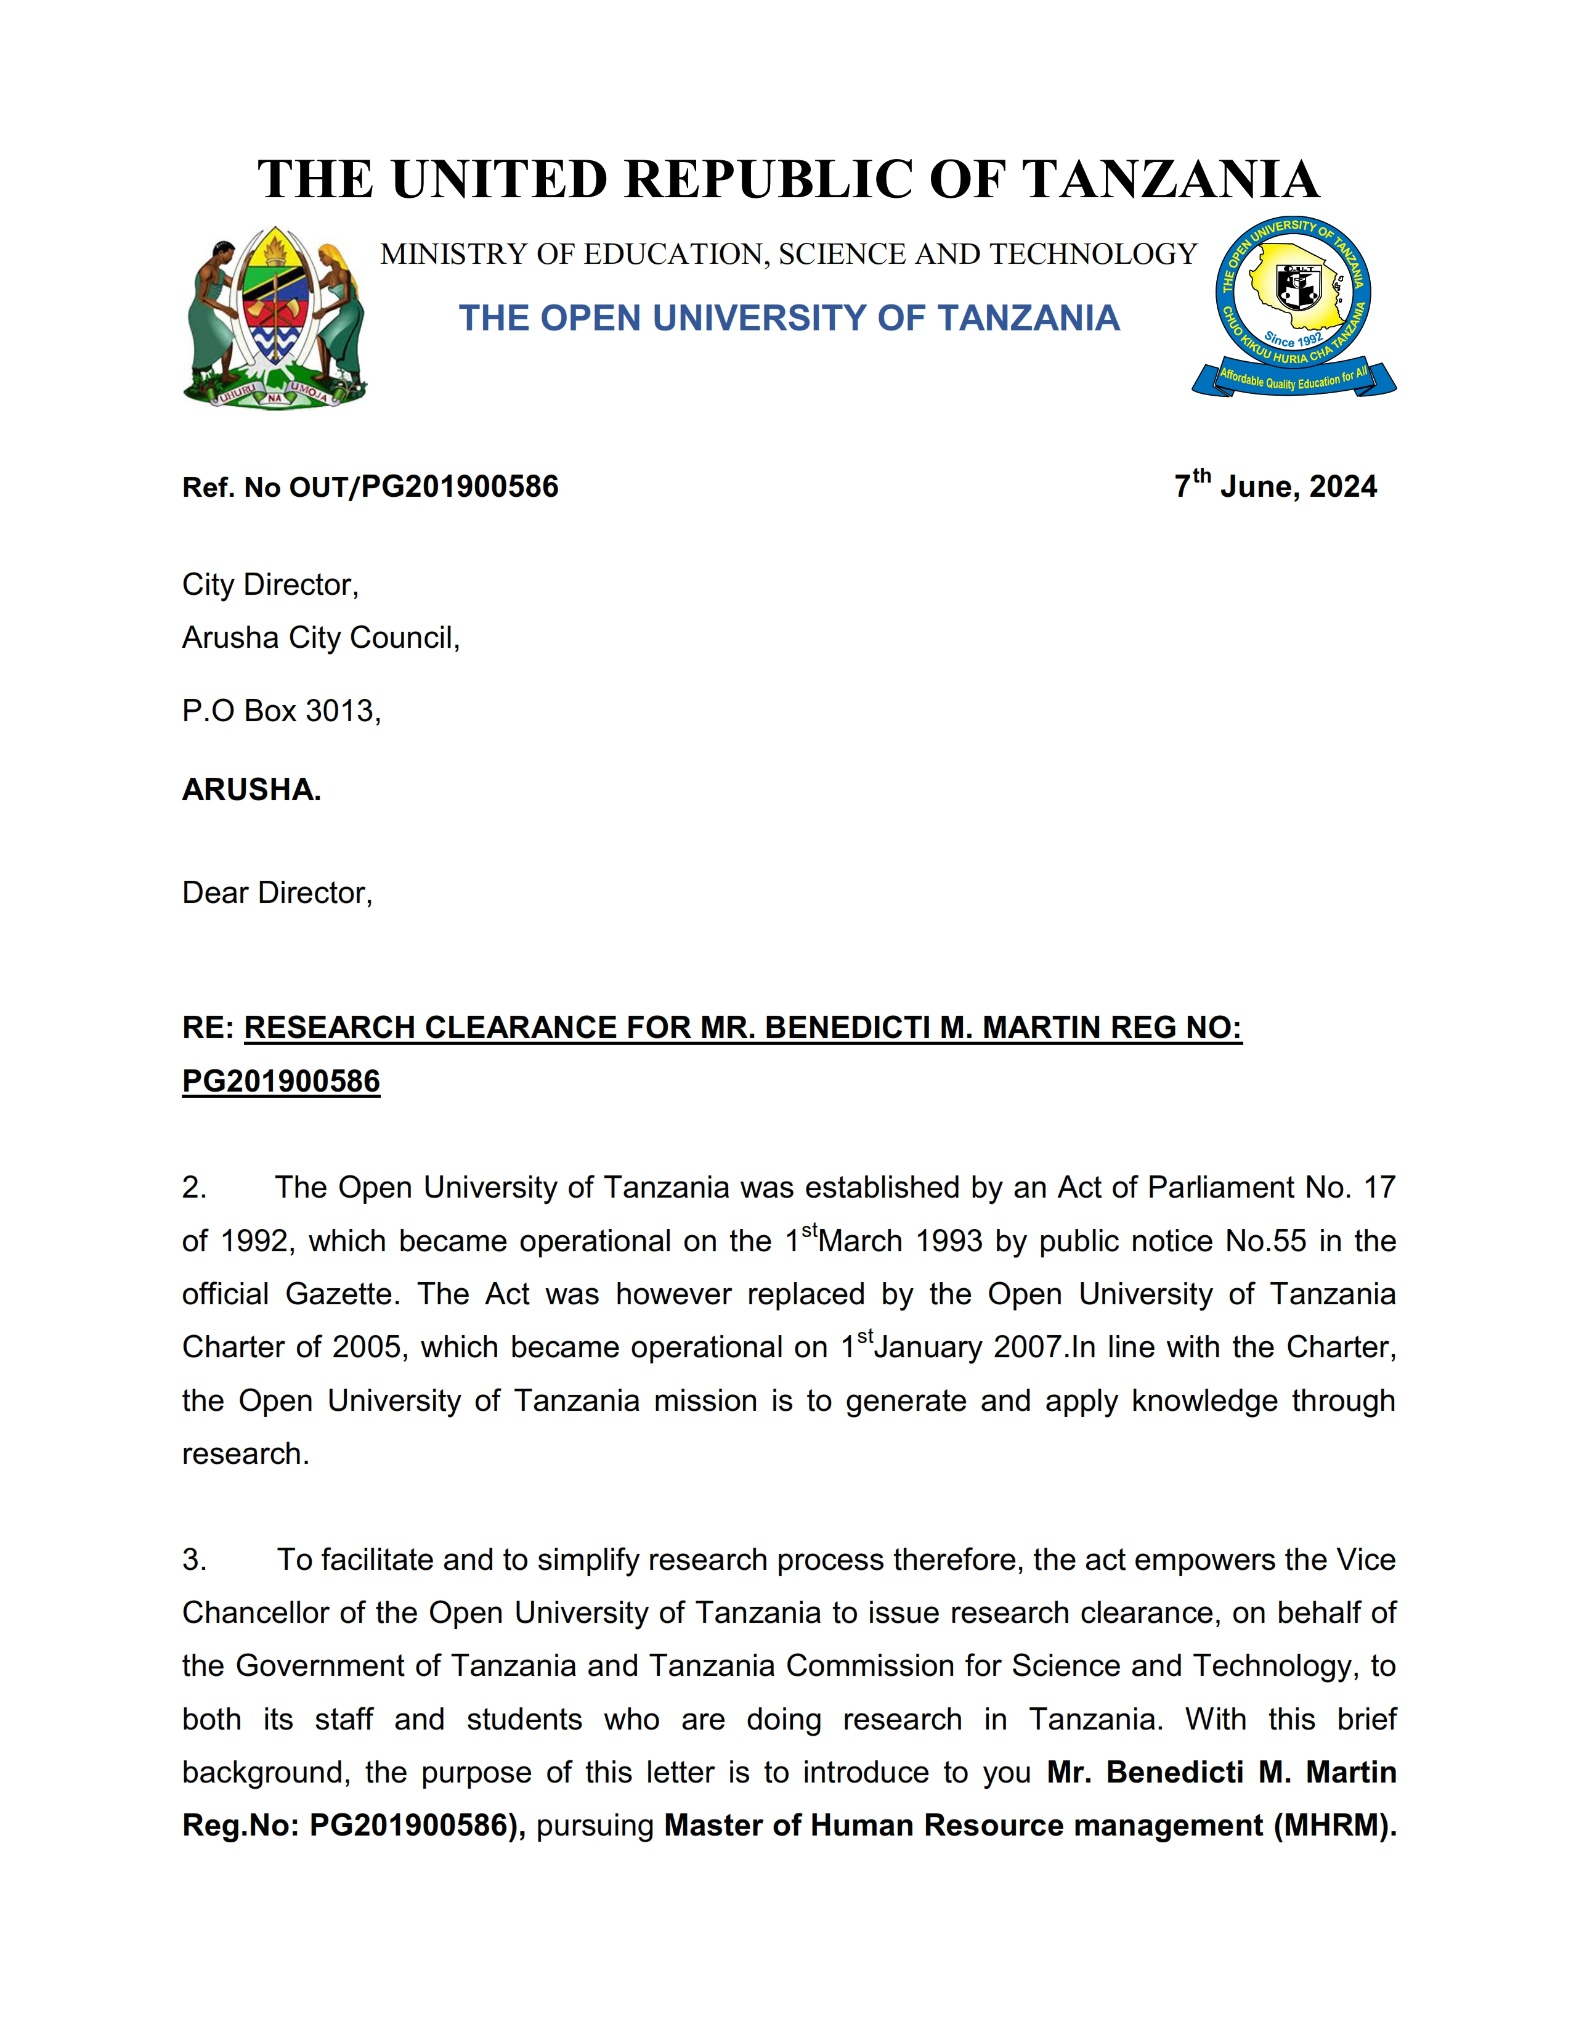 THE UNITED REPUBLIC OF TANZANIA
MINISTRY OF EDUCATION, SCIENCE AND TECHNOLOGY
THE OPEN UNIVERSITY OF TANZANIA
UHURU NA UMOJA
THE OPEN UNIVERSITY OF TANZANIA
O.U.T
Since 1992
CHUO KIKUU HURIA CHA TANZANIA
Affordable Quality Education for All
Ref. No OUT/PG201900586 7th June, 2024
City Director,
Arusha City Council,
P.O Box 3013,
ARUSHA.
Dear Director,
RE: RESEARCH CLEARANCE FOR MR. BENEDICTI M. MARTIN REG NO:
PG201900586
2. The Open University of Tanzania was established by an Act of Parliament No. 17
of 1992, which became operational on the 1stMarch 1993 by public notice No.55 in the
official Gazette. The Act was however replaced by the Open University of Tanzania
Charter of 2005, which became operational on 1stJanuary 2007.In line with the Charter,
the Open University of Tanzania mission is to generate and apply knowledge through
research.
3. To facilitate and to simplify research process therefore, the act empowers the Vice
Chancellor of the Open University of Tanzania to issue research clearance, on behalf of
the Government of Tanzania and Tanzania Commission for Science and Technology, to
both its staff and students who are doing research in Tanzania. With this brief
background, the purpose of this letter is to introduce to you Mr. Benedicti M. Martin
Reg.No: PG201900586), pursuing Master of Human Resource management (MHRM).